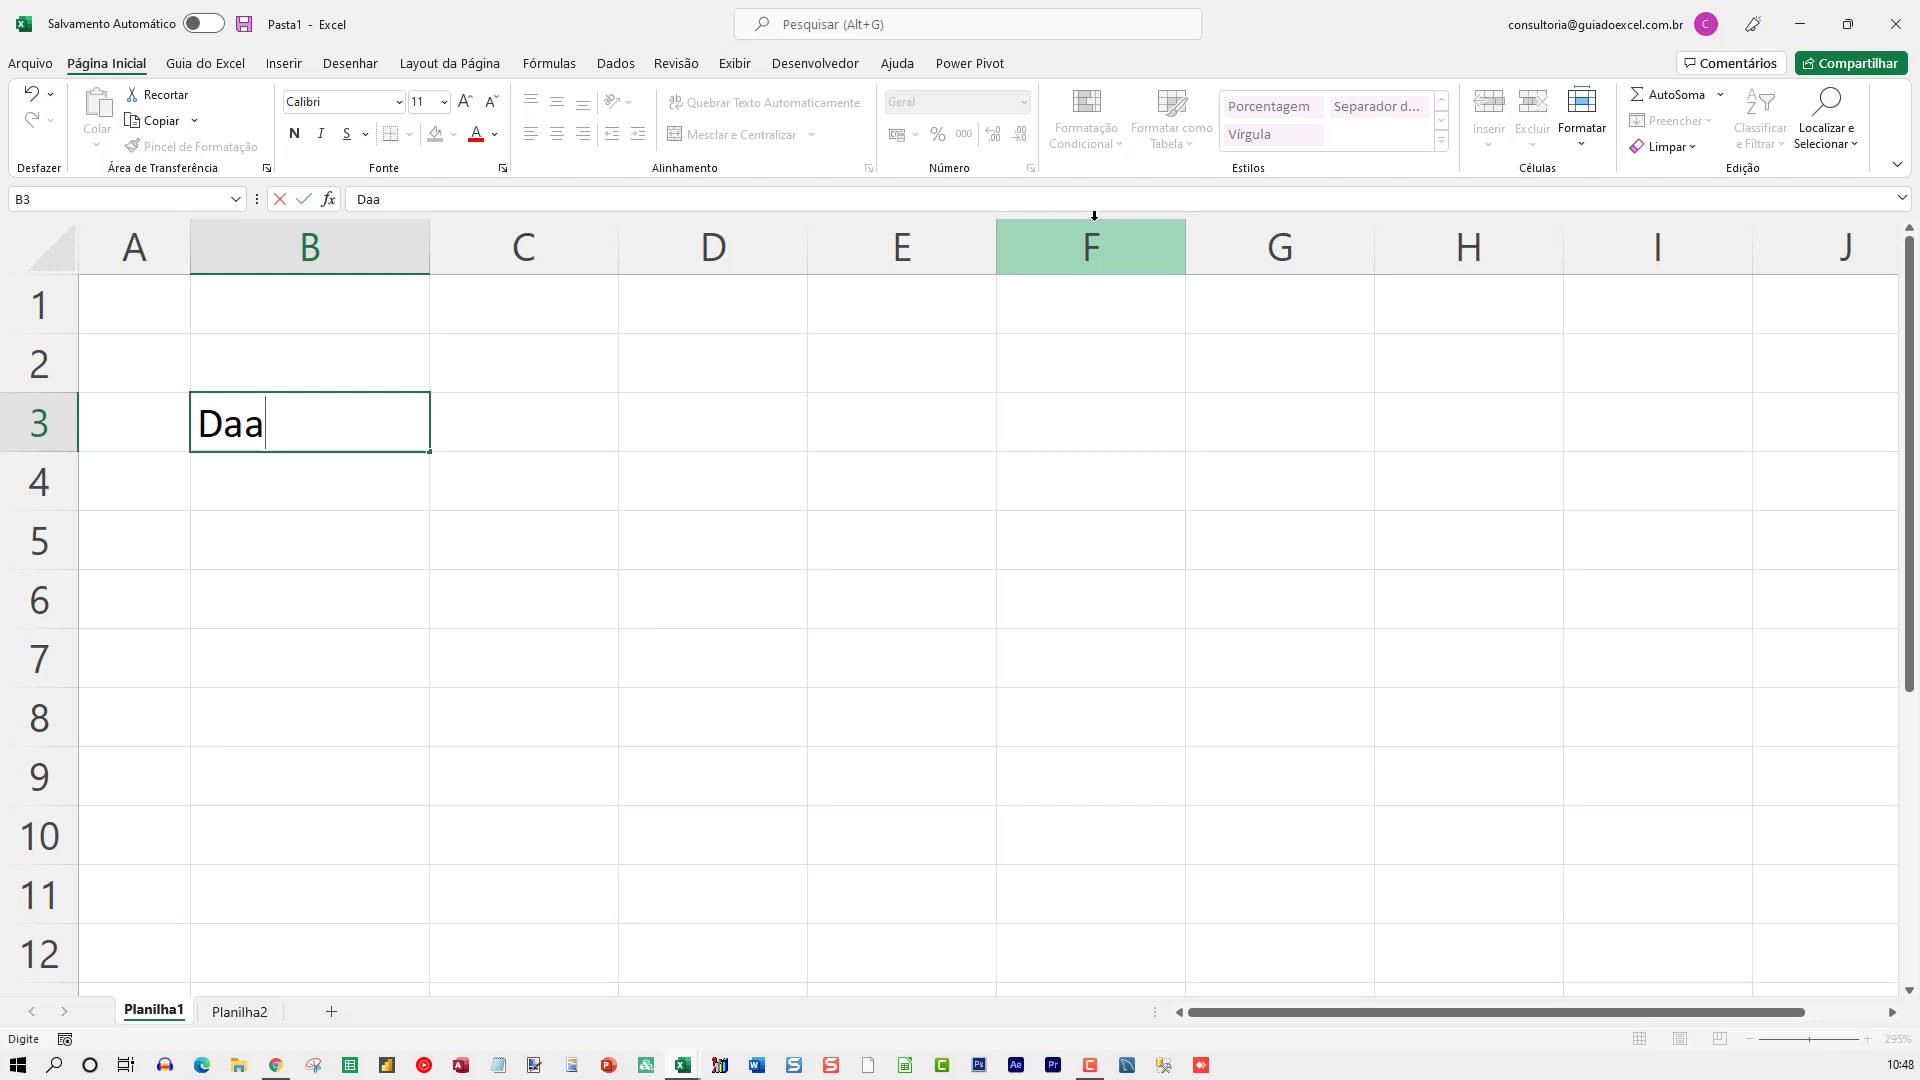 Salvamento Automático
Pasta1 - Excel
Pesquisar (Alt+G)
consultoria@guiadoexcel.com.br
C
Arquivo Página Inicial Guia do Excel Inserir Desenhar Layout da Página Fórmulas Dados Revisão Exibir Desenvolvedor Ajuda Power Pivot
Comentários
Compartilhar
Desfazer
Colar
Recortar
Copiar
Pincel de Formatação
Área de Transferência
Calibri 11
N I S
Fonte
Quebrar Texto Automaticamente
Mesclar e Centralizar
Alinhamento
Geral
% 000
Número
Formatação
Condicional
Formatar como
Tabela
Porcentagem Separador d...
Vírgula
Estilos
Inserir Excluir Formatar
Células
AutoSoma
Preencher
Limpar
Classificar
e Filtrar
Localizar e
Selecionar
Edição
B3 fx Daa
A B C D E F G H I J
1
2
3 Daa
4
5
6
7
8
9
10
11
12
Planilha1 Planilha2
Digite
295%
10:48